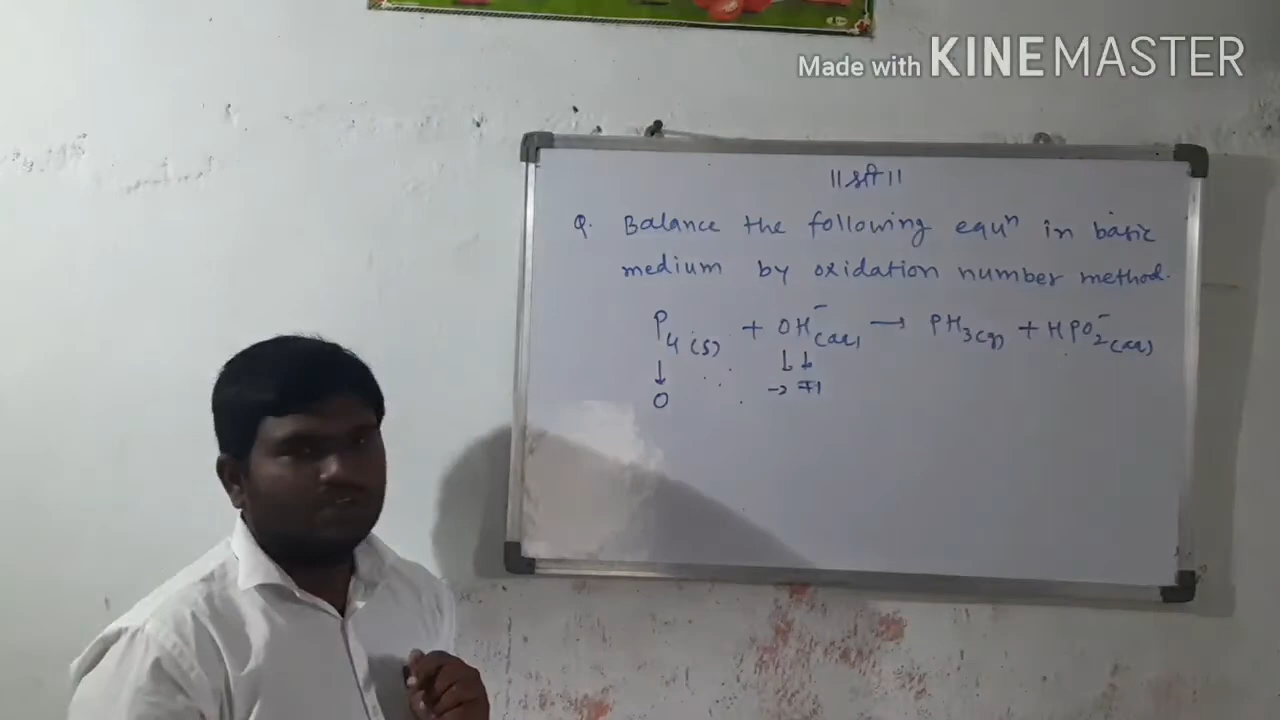 Made with KINEMASTER
||श्री||
Q. Balance the following equⁿ in basic
medium by oxidation number method.
P₄(s) + OH⁻(aq) → PH₃(g) + HPO₂⁻(aq)
↓ ↓ ↓
0 -2 +1